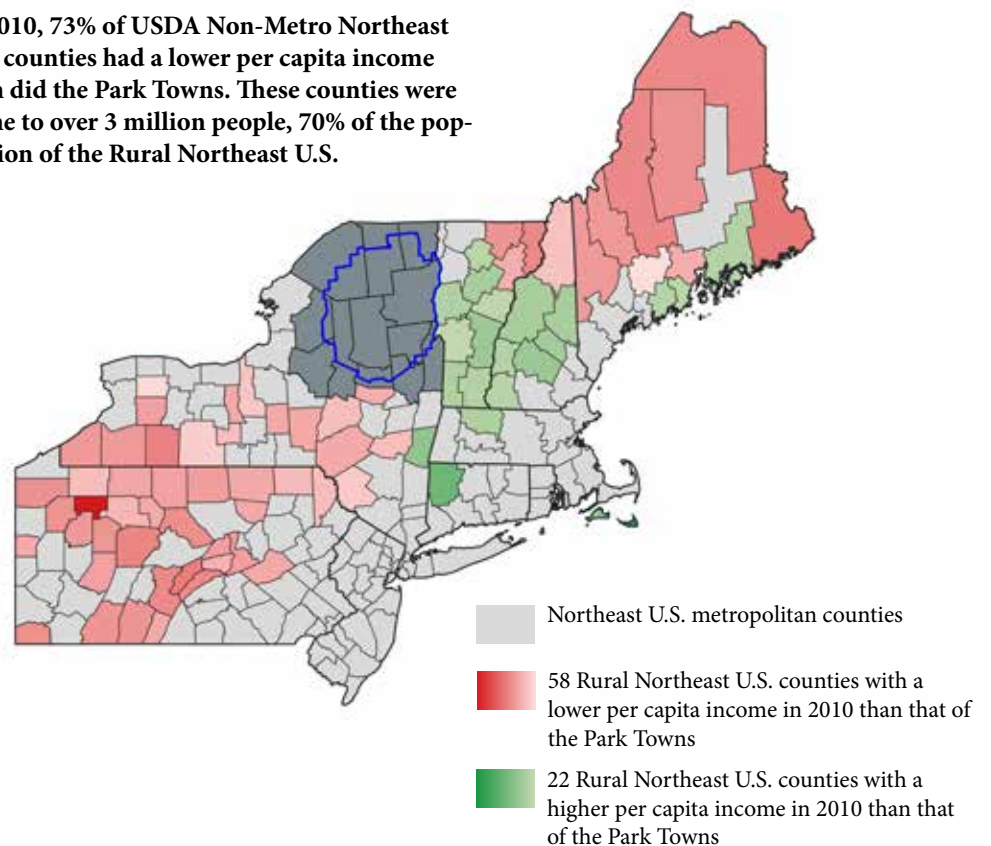 010, 73% of USDA Non-Metro Northeast
counties had a lower per capita income
did the Park Towns. These counties were
e to over 3 million people, 70% of the pop-
ion of the Rural Northeast U.S.
Northeast U.S. metropolitan counties
58 Rural Northeast U.S. counties with a
lower per capita income in 2010 than that of
the Park Towns
22 Rural Northeast U.S. counties with a
higher per capita income in 2010 than that
of the Park Towns